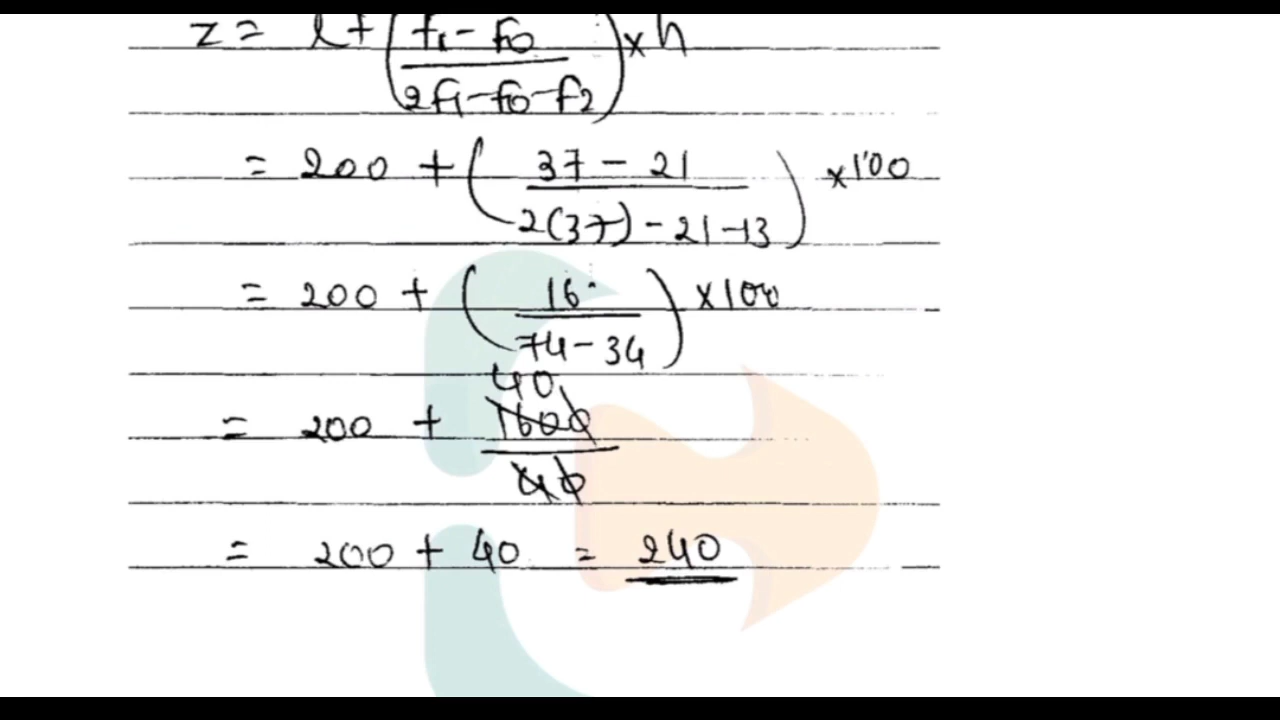 z = l + (f1 - f0 / 2f1 - f0 - f2) × h
= 200 + (37 - 21 / 2(37) - 21 - 13) × 100
= 200 + (16 / 74 - 34) × 100
40
= 200 + 1600 / 40
= 200 + 40 = 240